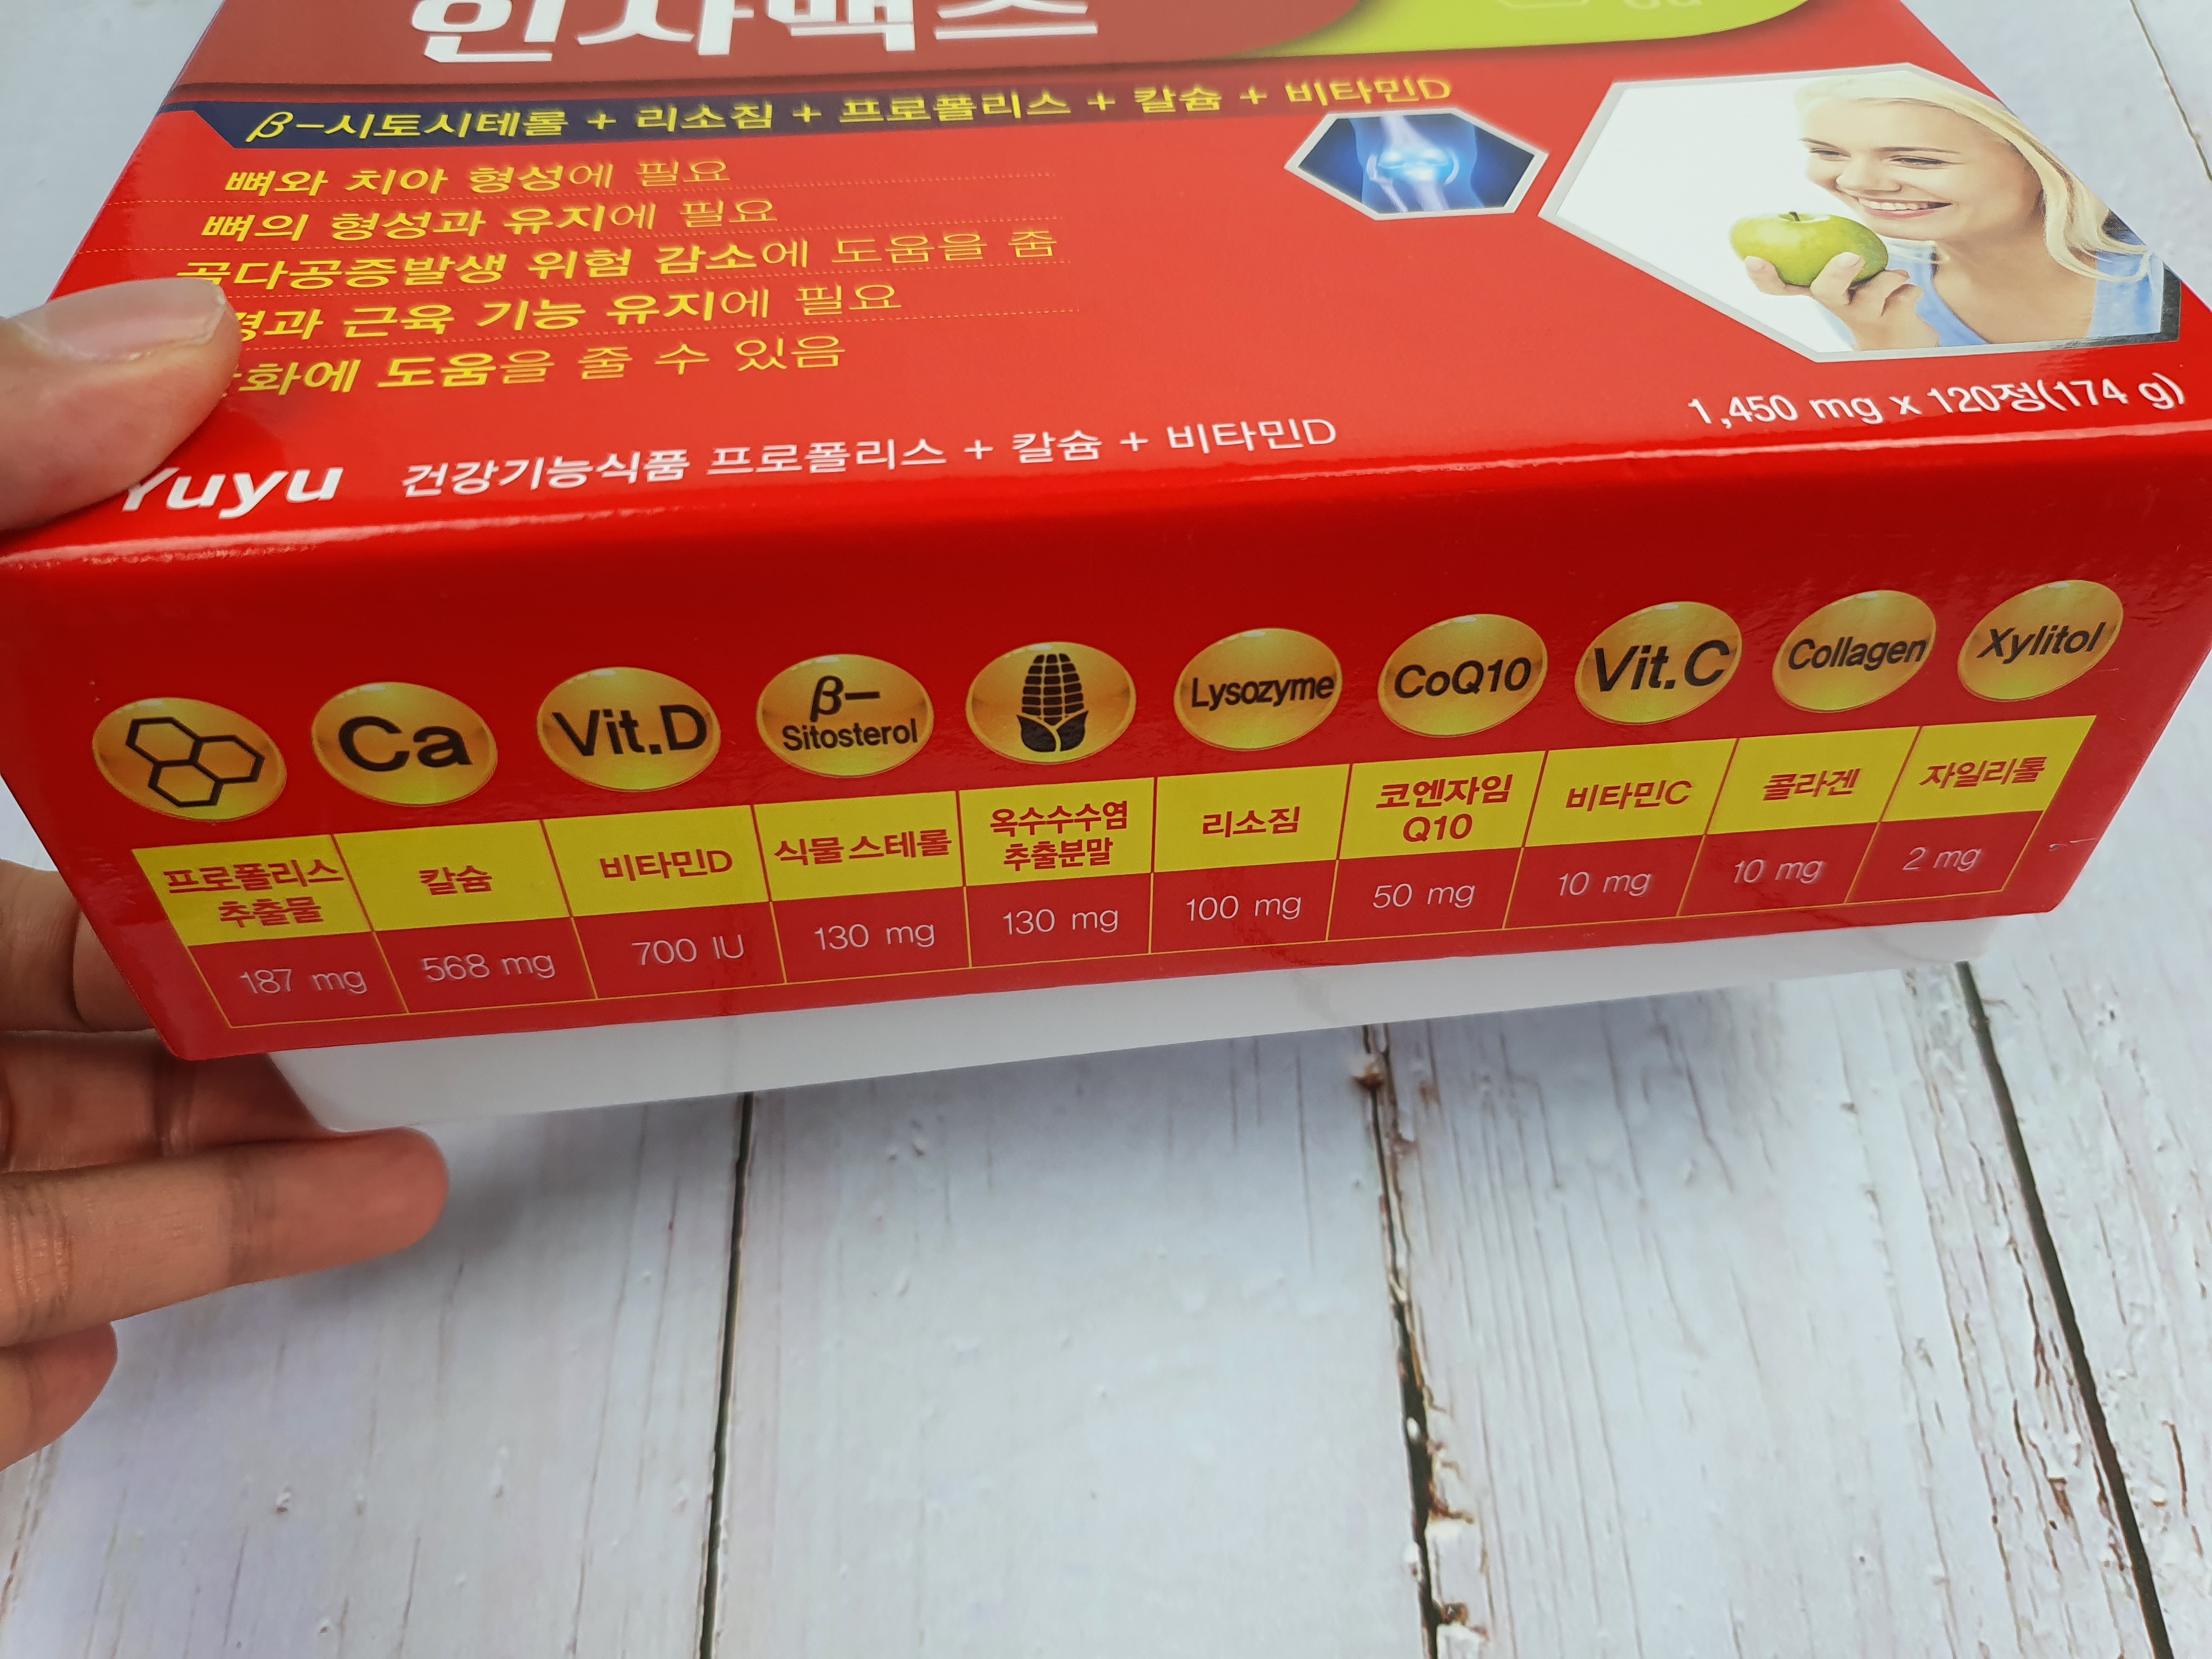 β-시토시테롤 + 리소짐 + 프로폴리스 + 칼슘 + 비타민D
뼈와 치아 형성에 필요
뼈의 형성과 유지에 필요
골다공증발생 위험 감소에 도움을 줌
근육 기능 유지에 필요
도움을 줄 수 있음
1,450 mg x 120정(174 g)
Yuyu 건강기능식품 프로폴리스 + 칼슘 + 비타민D
Ca Vit.D β-Sitosterol Lysozyme CoQ10 Vit.C Collagen Xylitol
프로폴리스 추출물 칼슘 비타민D 식물스테롤 옥수수수염 추출분말 리소짐 코엔자임 Q10 비타민C 콜라겐 자일리톨
187 mg 568 mg 700 IU 130 mg 130 mg 100 mg 50 mg 10 mg 10 mg 2 mg